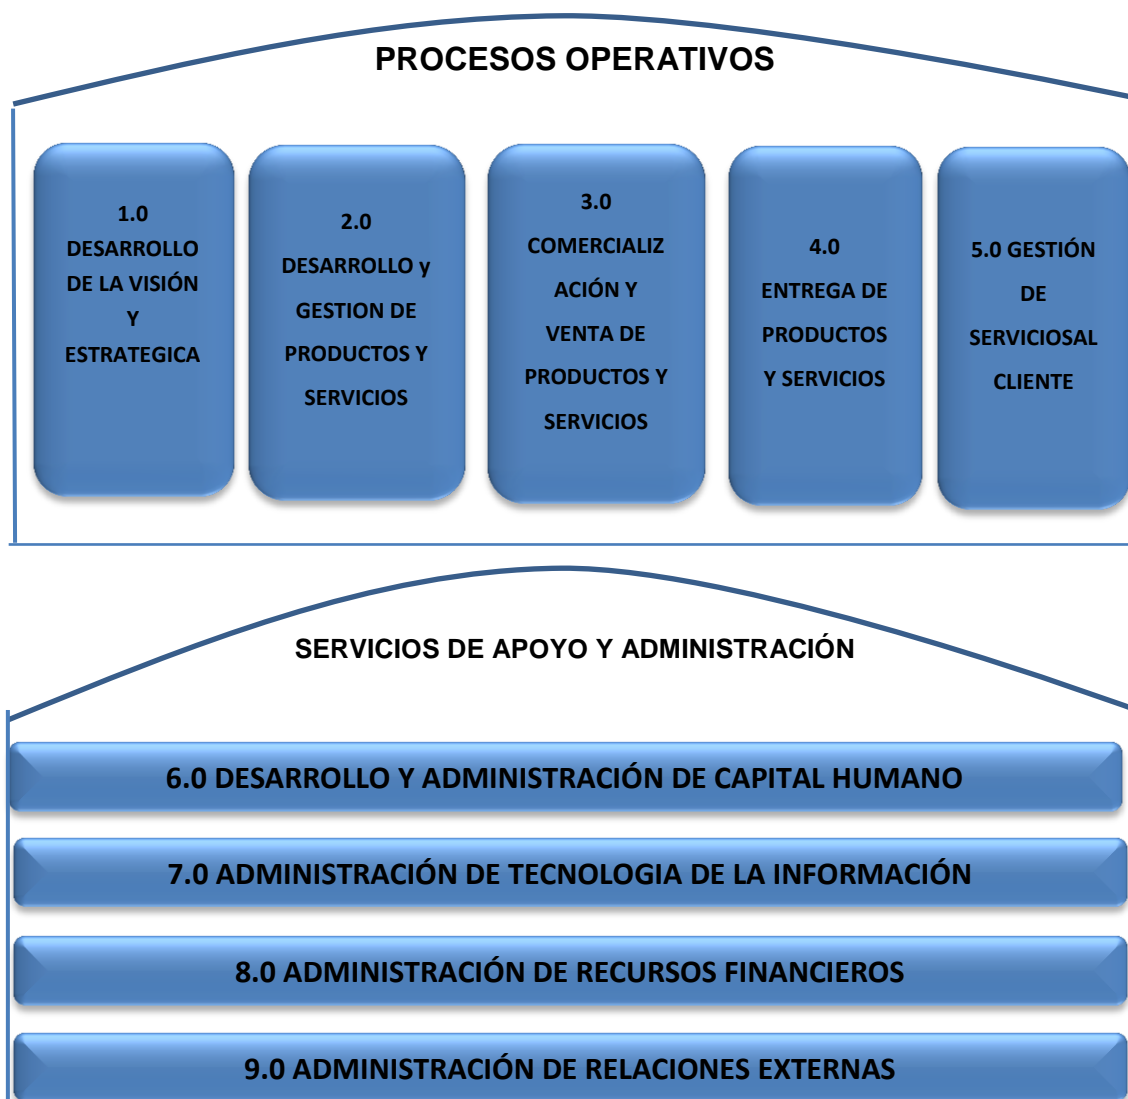 PROCESOS OPERATIVOS
1.0
DESARROLLO
DE LA VISIÓN
Y
ESTRATEGICA
2.0
DESARROLLO y
GESTION DE
PRODUCTOS Y
SERVICIOS
3.0
COMERCIALIZ
ACIÓN Y
VENTA DE
PRODUCTOS Y
SERVICIOS
4.0
ENTREGA DE
PRODUCTOS
Y SERVICIOS
5.0 GESTIÓN
DE
SERVICIOSAL
CLIENTE
SERVICIOS DE APOYO Y ADMINISTRACIÓN
6.0 DESARROLLO Y ADMINISTRACIÓN DE CAPITAL HUMANO
7.0 ADMINISTRACIÓN DE TECNOLOGIA DE LA INFORMACIÓN
8.0 ADMINISTRACIÓN DE RECURSOS FINANCIEROS
9.0 ADMINISTRACIÓN DE RELACIONES EXTERNAS